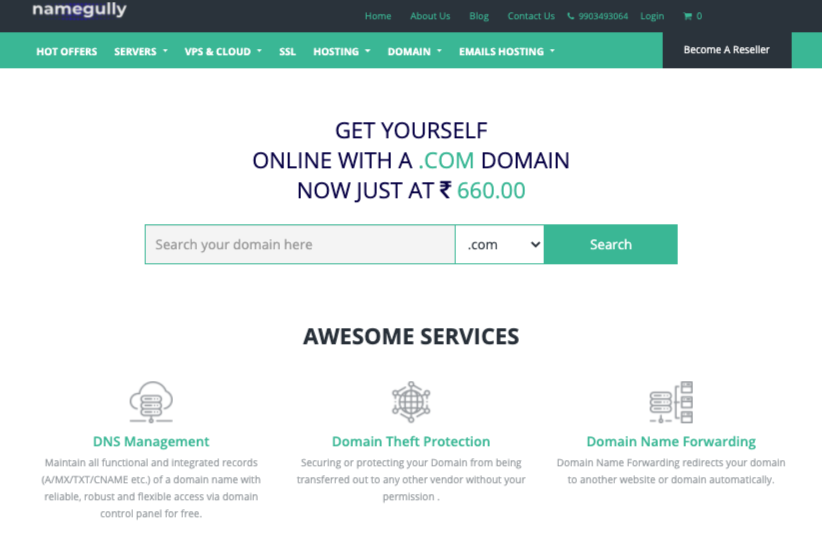 namegully
Home About Us Blog Contact Us 9903493064 Login 0
HOT OFFERS SERVERS VPS & CLOUD SSL HOSTING DOMAIN EMAILS HOSTING Become A Reseller
GET YOURSELF
ONLINE WITH A .COM DOMAIN
NOW JUST AT ₹ 660.00
Search your domain here .com Search
AWESOME SERVICES
DNS Management
Maintain all functional and integrated records
(A/MX/TXT/CNAME etc.) of a domain name with
reliable, robust and flexible access via domain
control panel for free.
Domain Theft Protection
Securing or protecting your Domain from being
transferred out to any other vendor without your
permission .
Domain Name Forwarding
Domain Name Forwarding redirects your domain
to another website or domain automatically.